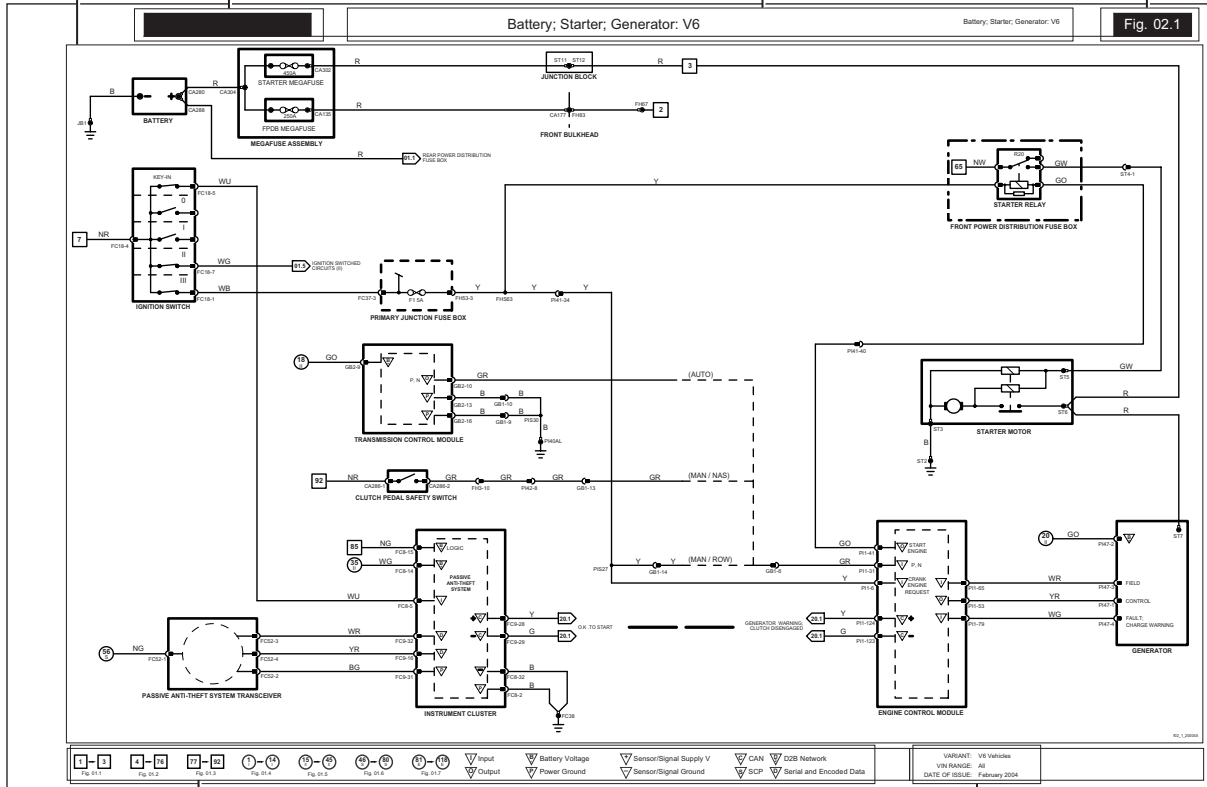 Battery; Starter; Generator: V6
Battery; Starter; Generator: V6
Fig. 02.1
B
BATTERY
JB1
CA280
CA288
R
CA304
450A
STARTER MEGAFUSE
CA302
250A
FPDB MEGAFUSE
CA135
MEGAFUSE ASSEMBLY
R
ST11 ST12
JUNCTION BLOCK
R
3
R
CA177 FH83
FRONT BULKHEAD
FH67
2
R
01.1
REAR POWER DISTRIBUTION
FUSE BOX
KEY-IN
0
I
II
III
FC18-5
WU
7
NR
FC18-4
FC18-7
WG
01.5
IGNITION SWITCHED
CIRCUITS (II)
FC18-1
WB
IGNITION SWITCH
FC37-3
F1 5A
FH53-3
PRIMARY JUNCTION FUSE BOX
Y
FHS63
Y
PI41-34
Y
Y
65
NW
R20
GW
ST4-1
GO
STARTER RELAY
FRONT POWER DISTRIBUTION FUSE BOX
PI41-40
18
GO
GB2-9
B
P, N
O
GB2-10
GR
(AUTO)
P
GB2-13
B
GB1-10
B
P
GB2-16
B
GB1-9
B
PIS30
B
PI40AL
TRANSMISSION CONTROL MODULE
ST5
GW
ST6
R
R
ST3
B
ST2
STARTER MOTOR
92
NR
CA286-1
CA286-2
GR
FH3-10
GR
PI42-8
GR
GB1-13
GR
(MAN / NAS)
CLUTCH PEDAL SAFETY SWITCH
85
NG
FC8-15
LOGIC
35
WG
FC8-14
PASSIVE
ANTI-THEFT
SYSTEM
WU
FC8-5
I
56
NG
FC52-1
FC52-3
WR
FC9-32
FC52-4
YR
FC9-16
FC52-2
BG
FC9-31
PASSIVE ANTI-THEFT SYSTEM TRANSCEIVER
FC9-28
Y
20.1
FC9-29
G
20.1
O.K. TO START
FC8-32
B
FC8-2
B
FC38
INSTRUMENT CLUSTER
PIS27
Y
GB1-14
Y
(MAN / ROW)
GB1-6
GENERATOR WARNING;
CLUTCH DISENGAGED
GO
PI1-41
START
ENGINE
GR
PI1-31
P, N
Y
PI1-6
CRANK
ENGINE
REQUEST
20.1
Y
PI1-124
20.1
G
PI1-123
PI1-65
WR
PI47-3
FIELD
PI1-53
YR
PI47-1
CONTROL
PI1-79
WG
PI47-4
FAULT;
CHARGE WARNING
ENGINE CONTROL MODULE
20
GO
PI47-2
B
ST7
GENERATOR
1 3
Fig. 01.1
4 76
Fig. 01.2
77 92
Fig. 01.3
1 14
Fig. 01.4
15 45
Fig. 01.5
46 80
Fig. 01.6
81 118
Fig. 01.7
I Input
O Output
B Battery Voltage
P Power Ground
Sensor/Signal Supply V
Sensor/Signal Ground
C CAN
S SCP
D2B Network
Serial and Encoded Data
VARIANT: V6 Vehicles
VIN RANGE: All
DATE OF ISSUE: February 2004